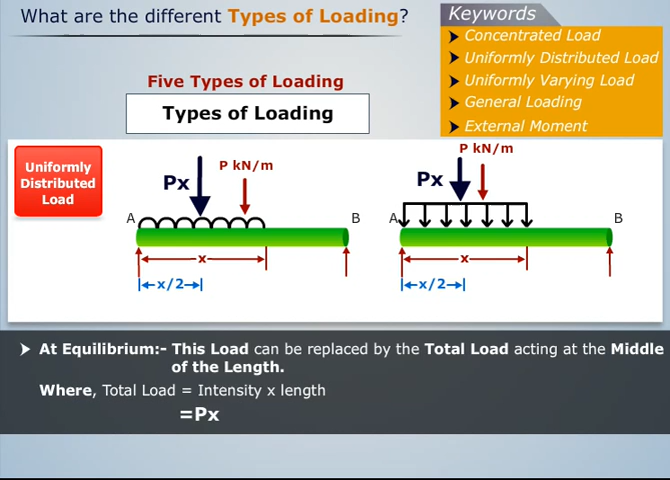 What are the different Types of Loading?
Keywords
Concentrated Load
Uniformly Distributed Load
Uniformly Varying Load
General Loading
External Moment
Five Types of Loading
Types of Loading
Uniformly
Distributed
Load
P kN/m
Px
A
B
x
x/2
P kN/m
Px
A
B
x
x/2
At Equilibrium:- This Load can be replaced by the Total Load acting at the Middle
of the Length.
Where, Total Load = Intensity x length
=Px